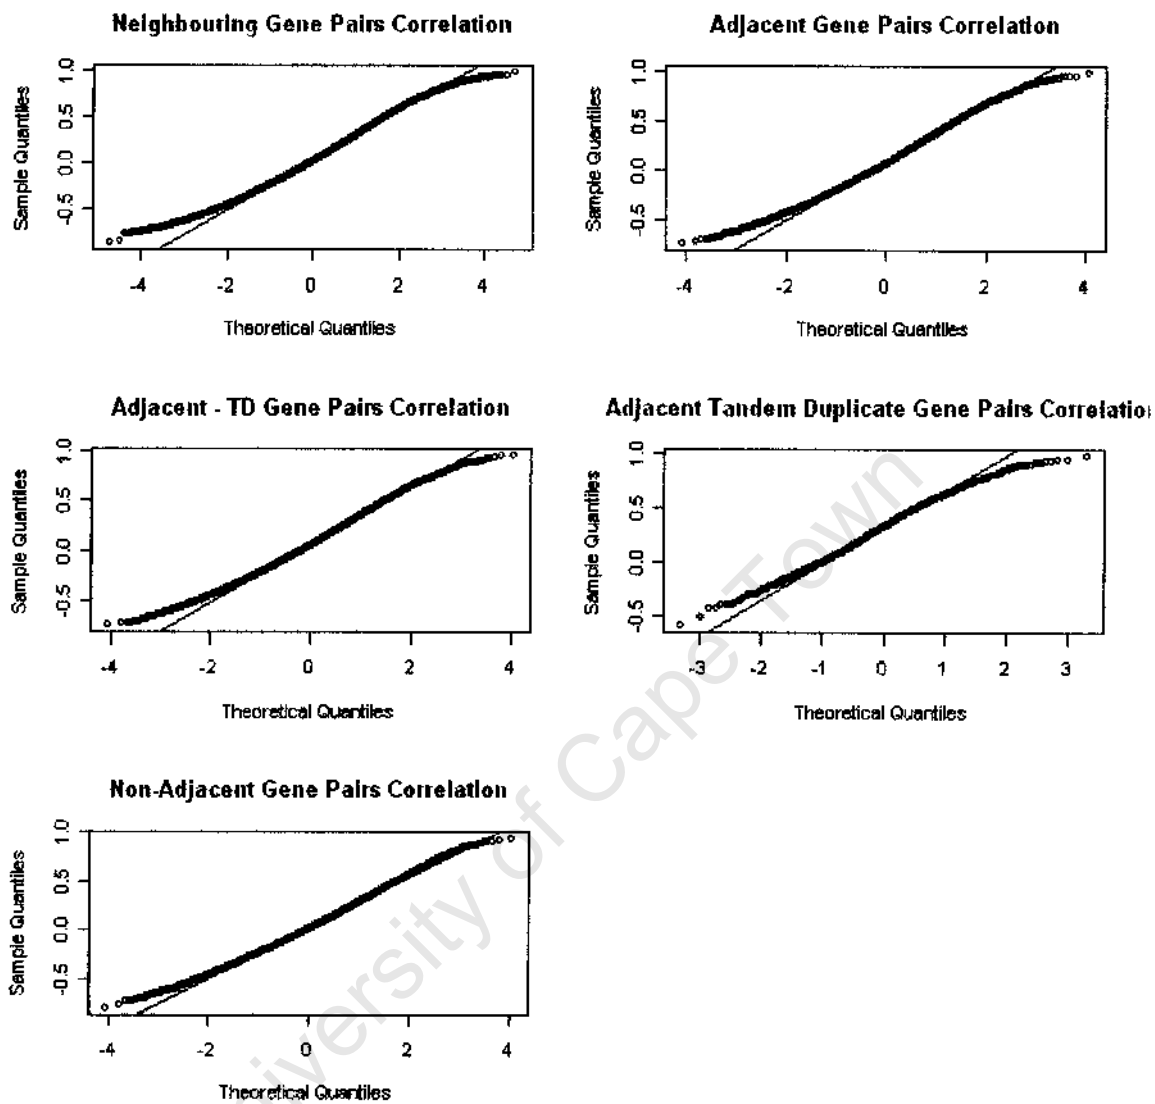 Neighbouring Gene Pairs Correlation
Sample Quantiles
-0.5 0.0 0.5 1.0
-4 -2 0 2 4
Theoretical Quantiles
Adjacent Gene Pairs Correlation
Sample Quantiles
-0.5 0.0 0.5 1.0
-4 -2 0 2 4
Theoretical Quantiles
Adjacent - TD Gene Pairs Correlation
Sample Quantiles
-0.5 0.0 0.5 1.0
-4 -2 0 2 4
Theoretical Quantiles
Adjacent Tandem Duplicate Gene Pairs Correlatio
Sample Quantiles
-0.5 0.0 0.5 1.0
-3 -2 -1 0 1 2 3
Theoretical Quantiles
Non-Adjacent Gene Pairs Correlation
Sample Quantiles
-0.5 0.0 0.5 1.0
-4 -2 0 2 4
Theoretical Quantiles
iversity of Cape Town